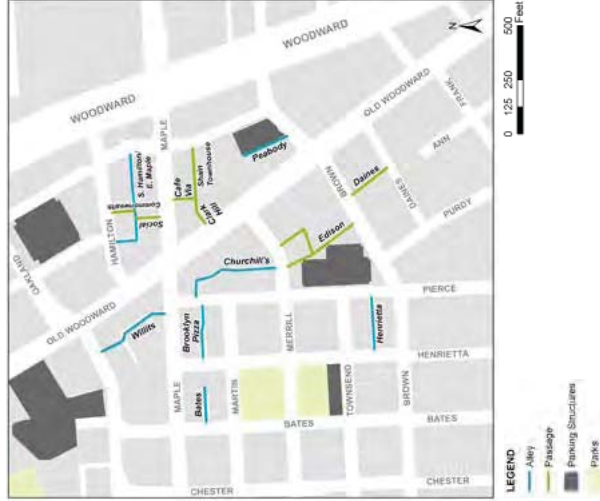 WOODWARD
WOODWARD
N
OAKLAND
HAMILTON
MAPLE
OLD WOODWARD
S. Hamilton/
E. Maple
Commonwealth
Social
Cafe
Via
Shain
Townhouse
Clark
Hill
Peabody
OLD WOODWARD
FRANK
ANN
Daines
BROWN
DAINES
PURDY
Edison
Churchill's
Willits
Brooklyn
Pizza
MERRILL
PIERCE
Henrietta
HENRIETTA
MAPLE
Bates
MARTIN
TOWNSEND
BROWN
BATES
BATES
CHESTER
CHESTER
0 125 250 500
Feet
LEGEND
Alley
Passage
Parking Structures
Parks